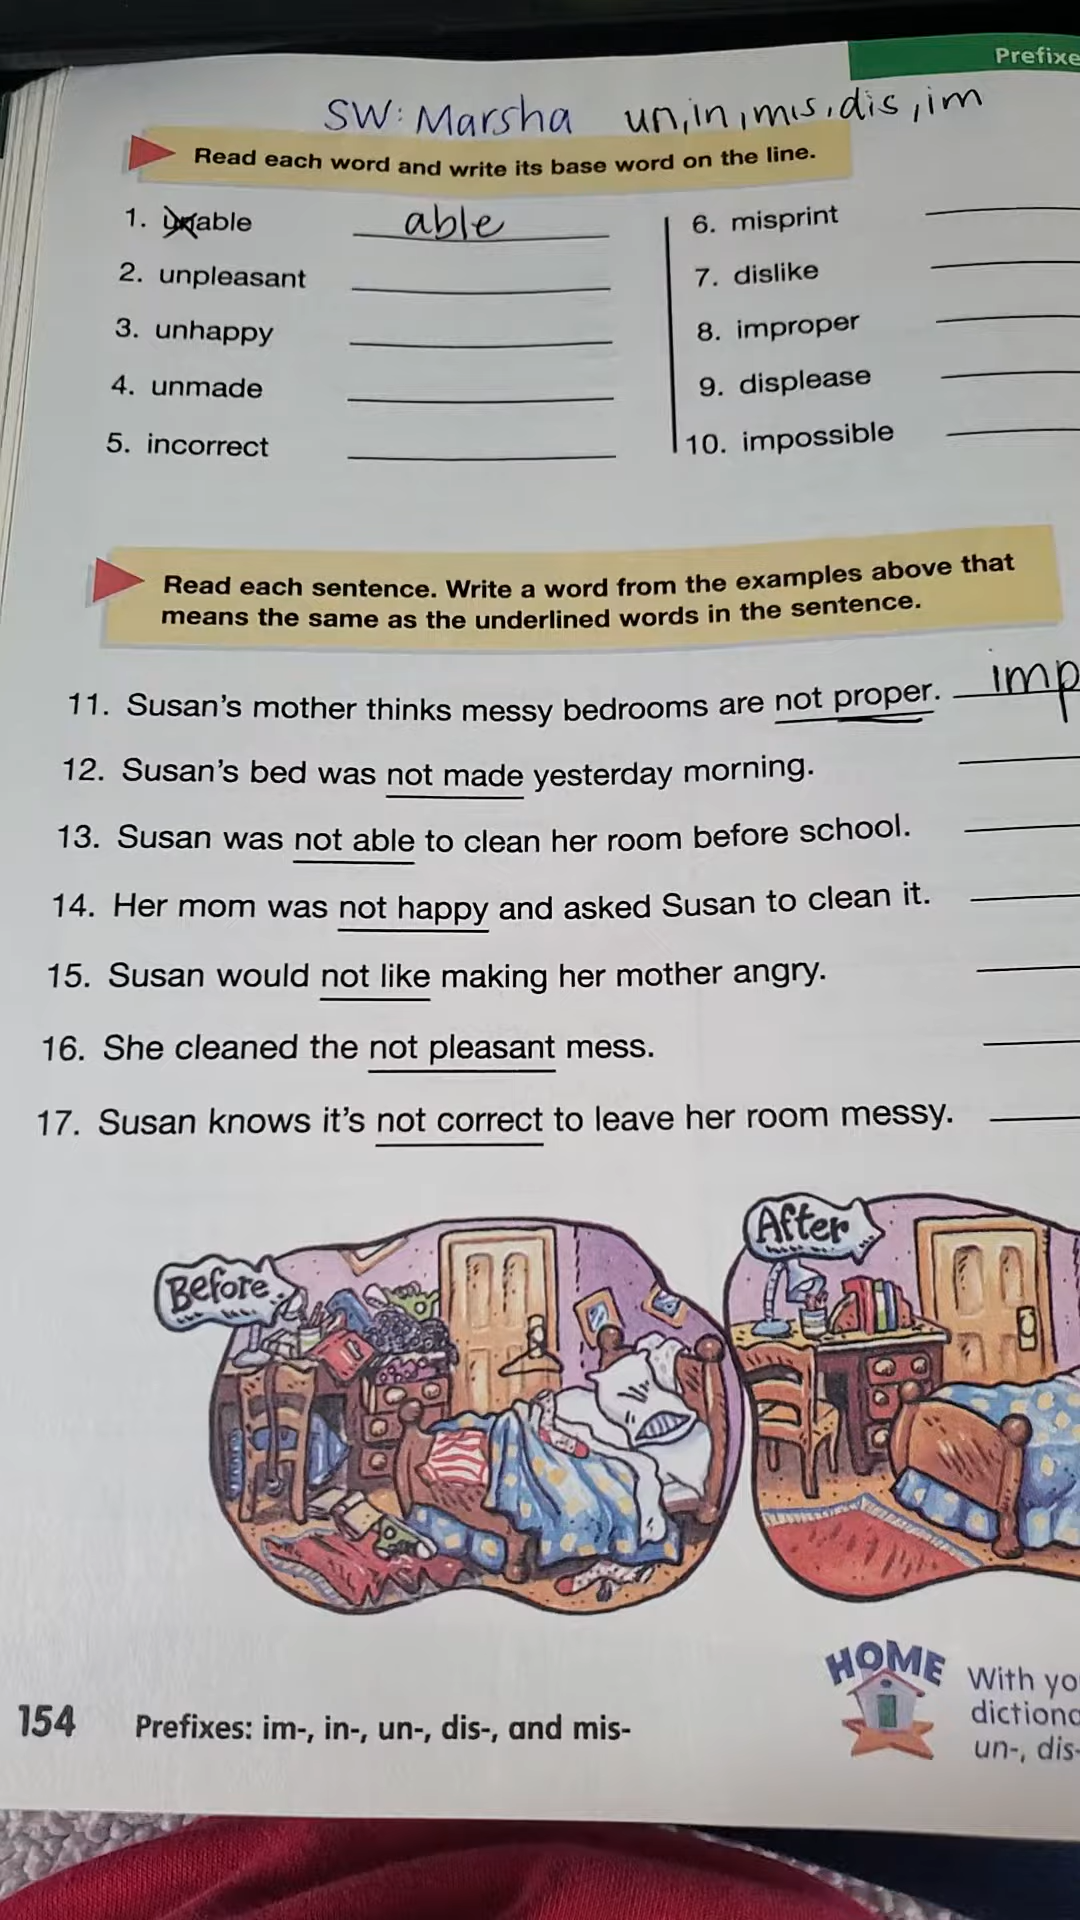 Prefixe
SW: Marsha un, in, mis, dis, im
Read each word and write its base word on the line.
1. unable able
2. unpleasant
3. unhappy
4. unmade
5. incorrect
6. misprint
7. dislike
8. improper
9. displease
10. impossible
Read each sentence. Write a word from the examples above that
means the same as the underlined words in the sentence.
11. Susan's mother thinks messy bedrooms are not proper. imp
12. Susan's bed was not made yesterday morning.
13. Susan was not able to clean her room before school.
14. Her mom was not happy and asked Susan to clean it.
15. Susan would not like making her mother angry.
16. She cleaned the not pleasant mess.
17. Susan knows it's not correct to leave her room messy.
Before
After
HOME
With yo
dictiona
un-, dis-
154 Prefixes: im-, in-, un-, dis-, and mis-